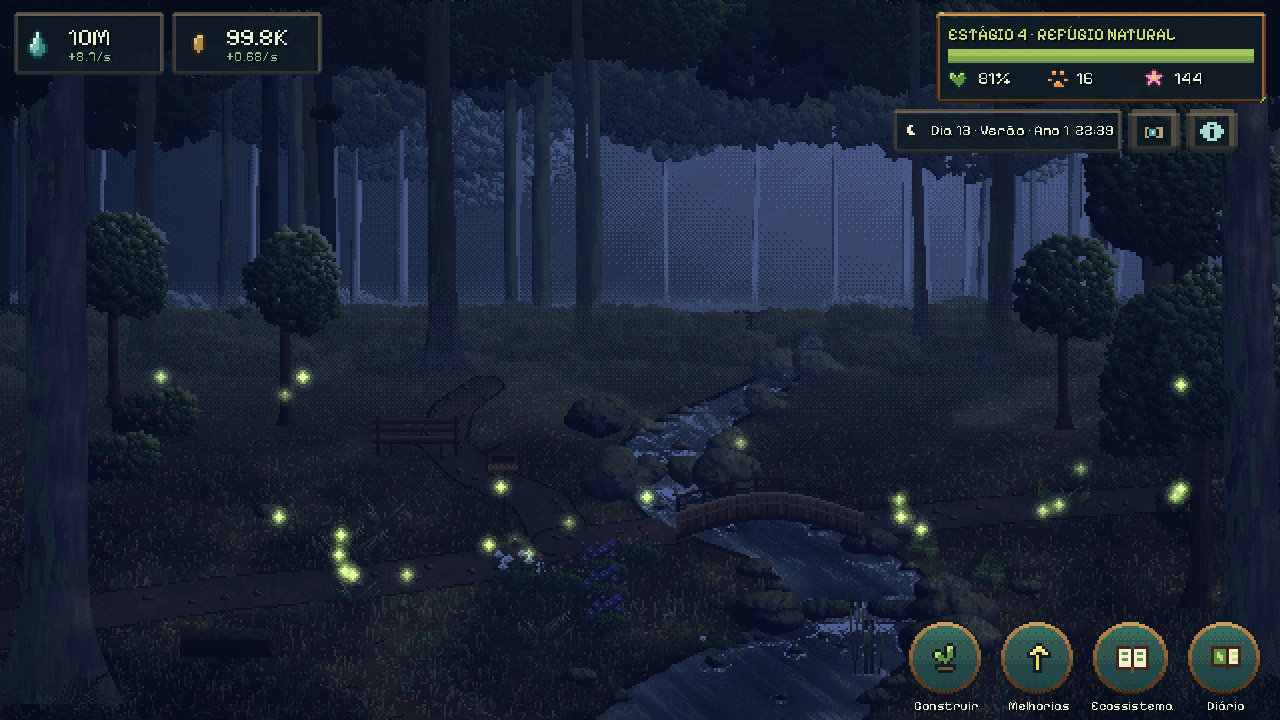 10M
+8.7/s
99.8K
+0.68/s
ESTÁGIO 4 · REFÚGIO NATURAL
81%
16
144
Dia 13 · Verão · Ano 1 23:39
Construir
Melhorias
Ecossistema
Diário